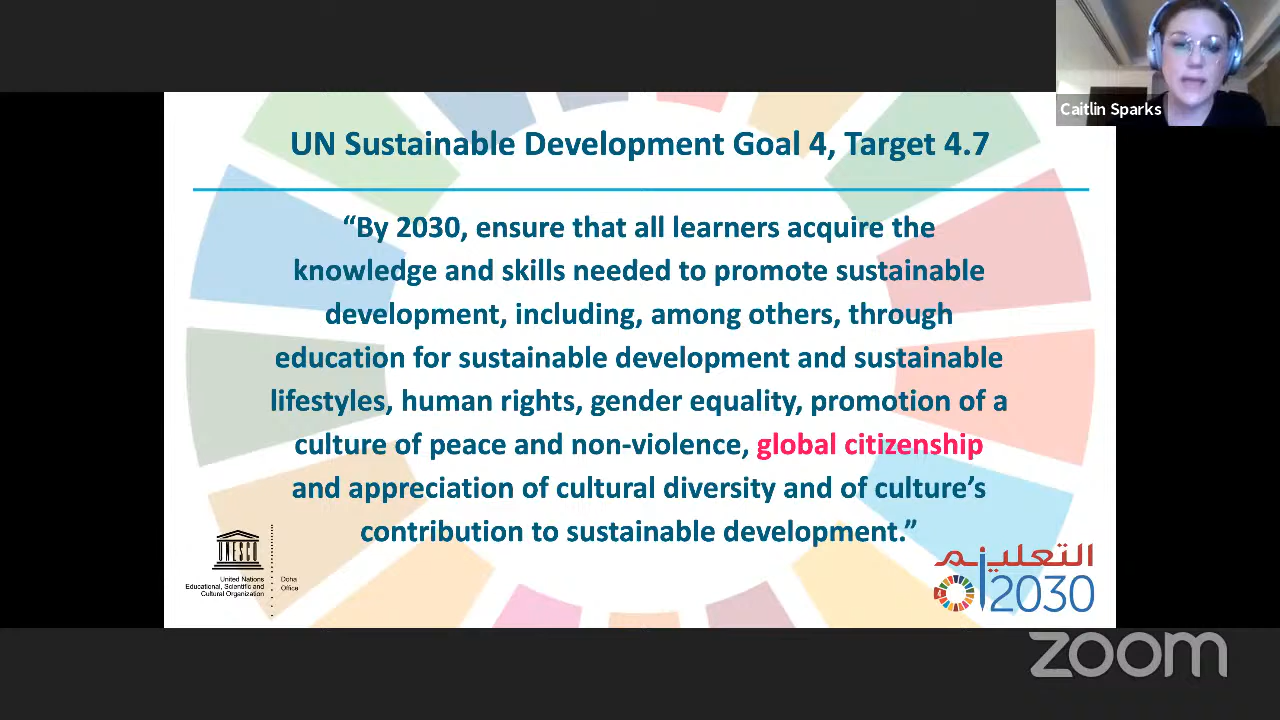 Caitlin Sparks
UN Sustainable Development Goal 4, Target 4.7
“By 2030, ensure that all learners acquire the
knowledge and skills needed to promote sustainable
development, including, among others, through
education for sustainable development and sustainable
lifestyles, human rights, gender equality, promotion of a
culture of peace and non-violence, global citizenship
and appreciation of cultural diversity and of culture’s
contribution to sustainable development.”
UNESCO
United Nations
Educational, Scientific and
Cultural Organization
Doha
Office
التعليم
4
2030
zoom